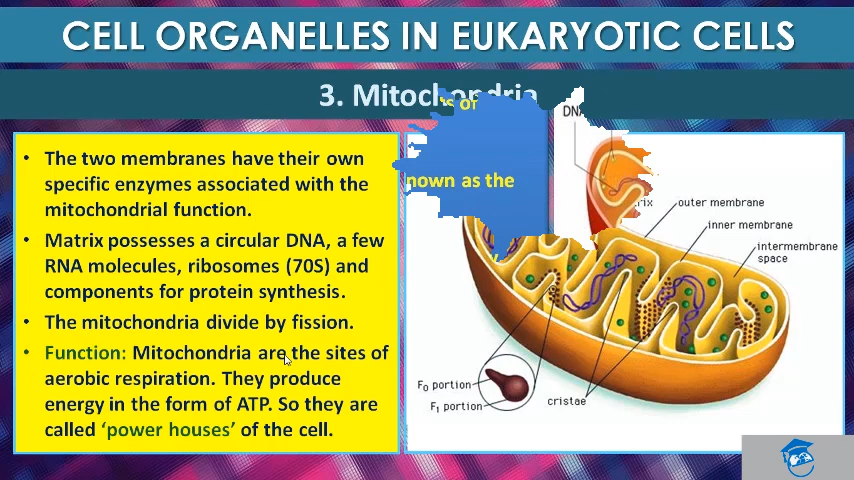 CELL ORGANELLES IN EUKARYOTIC CELLS
3. Mitochondria
ts of
DNA
nown as the
• The two membranes have their own
specific enzymes associated with the
mitochondrial function.
• Matrix possesses a circular DNA, a few
RNA molecules, ribosomes (70S) and
components for protein synthesis.
• The mitochondria divide by fission.
• Function: Mitochondria are the sites of
aerobic respiration. They produce
energy in the form of ATP. So they are
called ‘power houses’ of the cell.
outer membrane
inner membrane
intermembrane
space
F0 portion
F1 portion
cristae